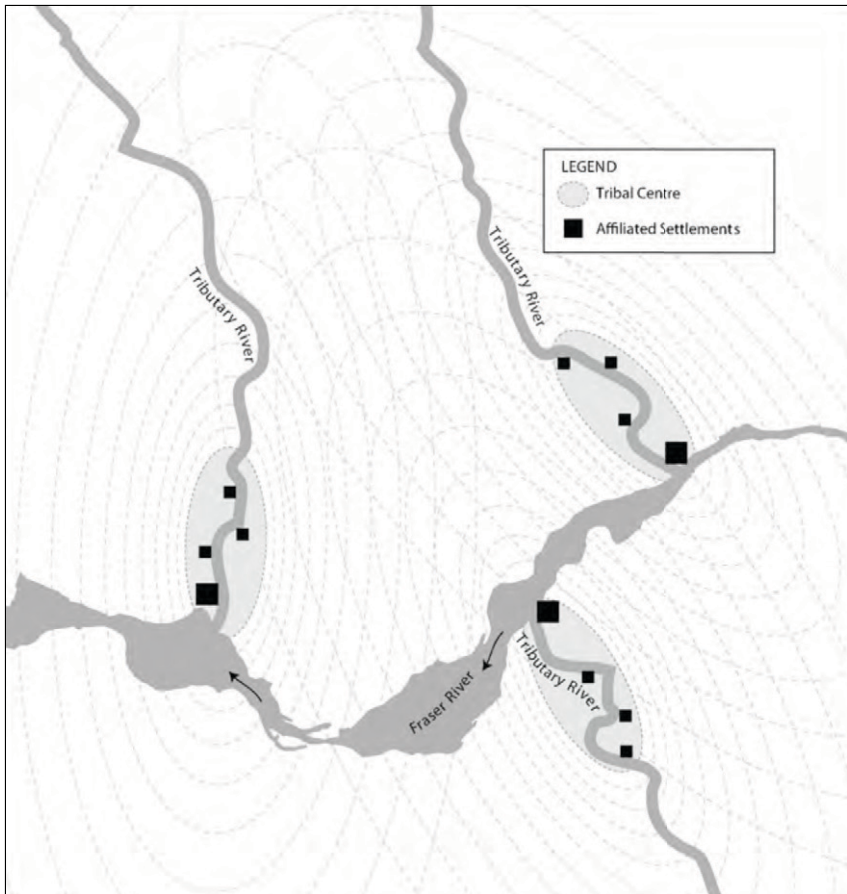 LEGEND
Tribal Centre
Affiliated Settlements
Tributary River
Tributary River
Fraser River
Tributary River